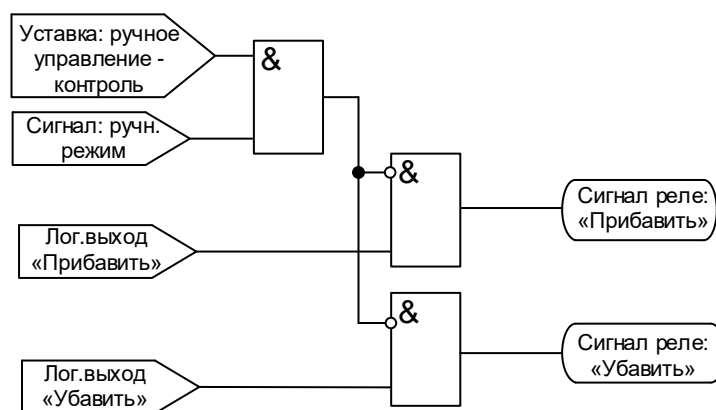 Уставка: ручное
управление -
контроль
&
Сигнал: ручн.
режим
&
Сигнал реле:
«Прибавить»
Лог.выход
«Прибавить»
&
Сигнал реле:
«Убавить»
Лог.выход
«Убавить»